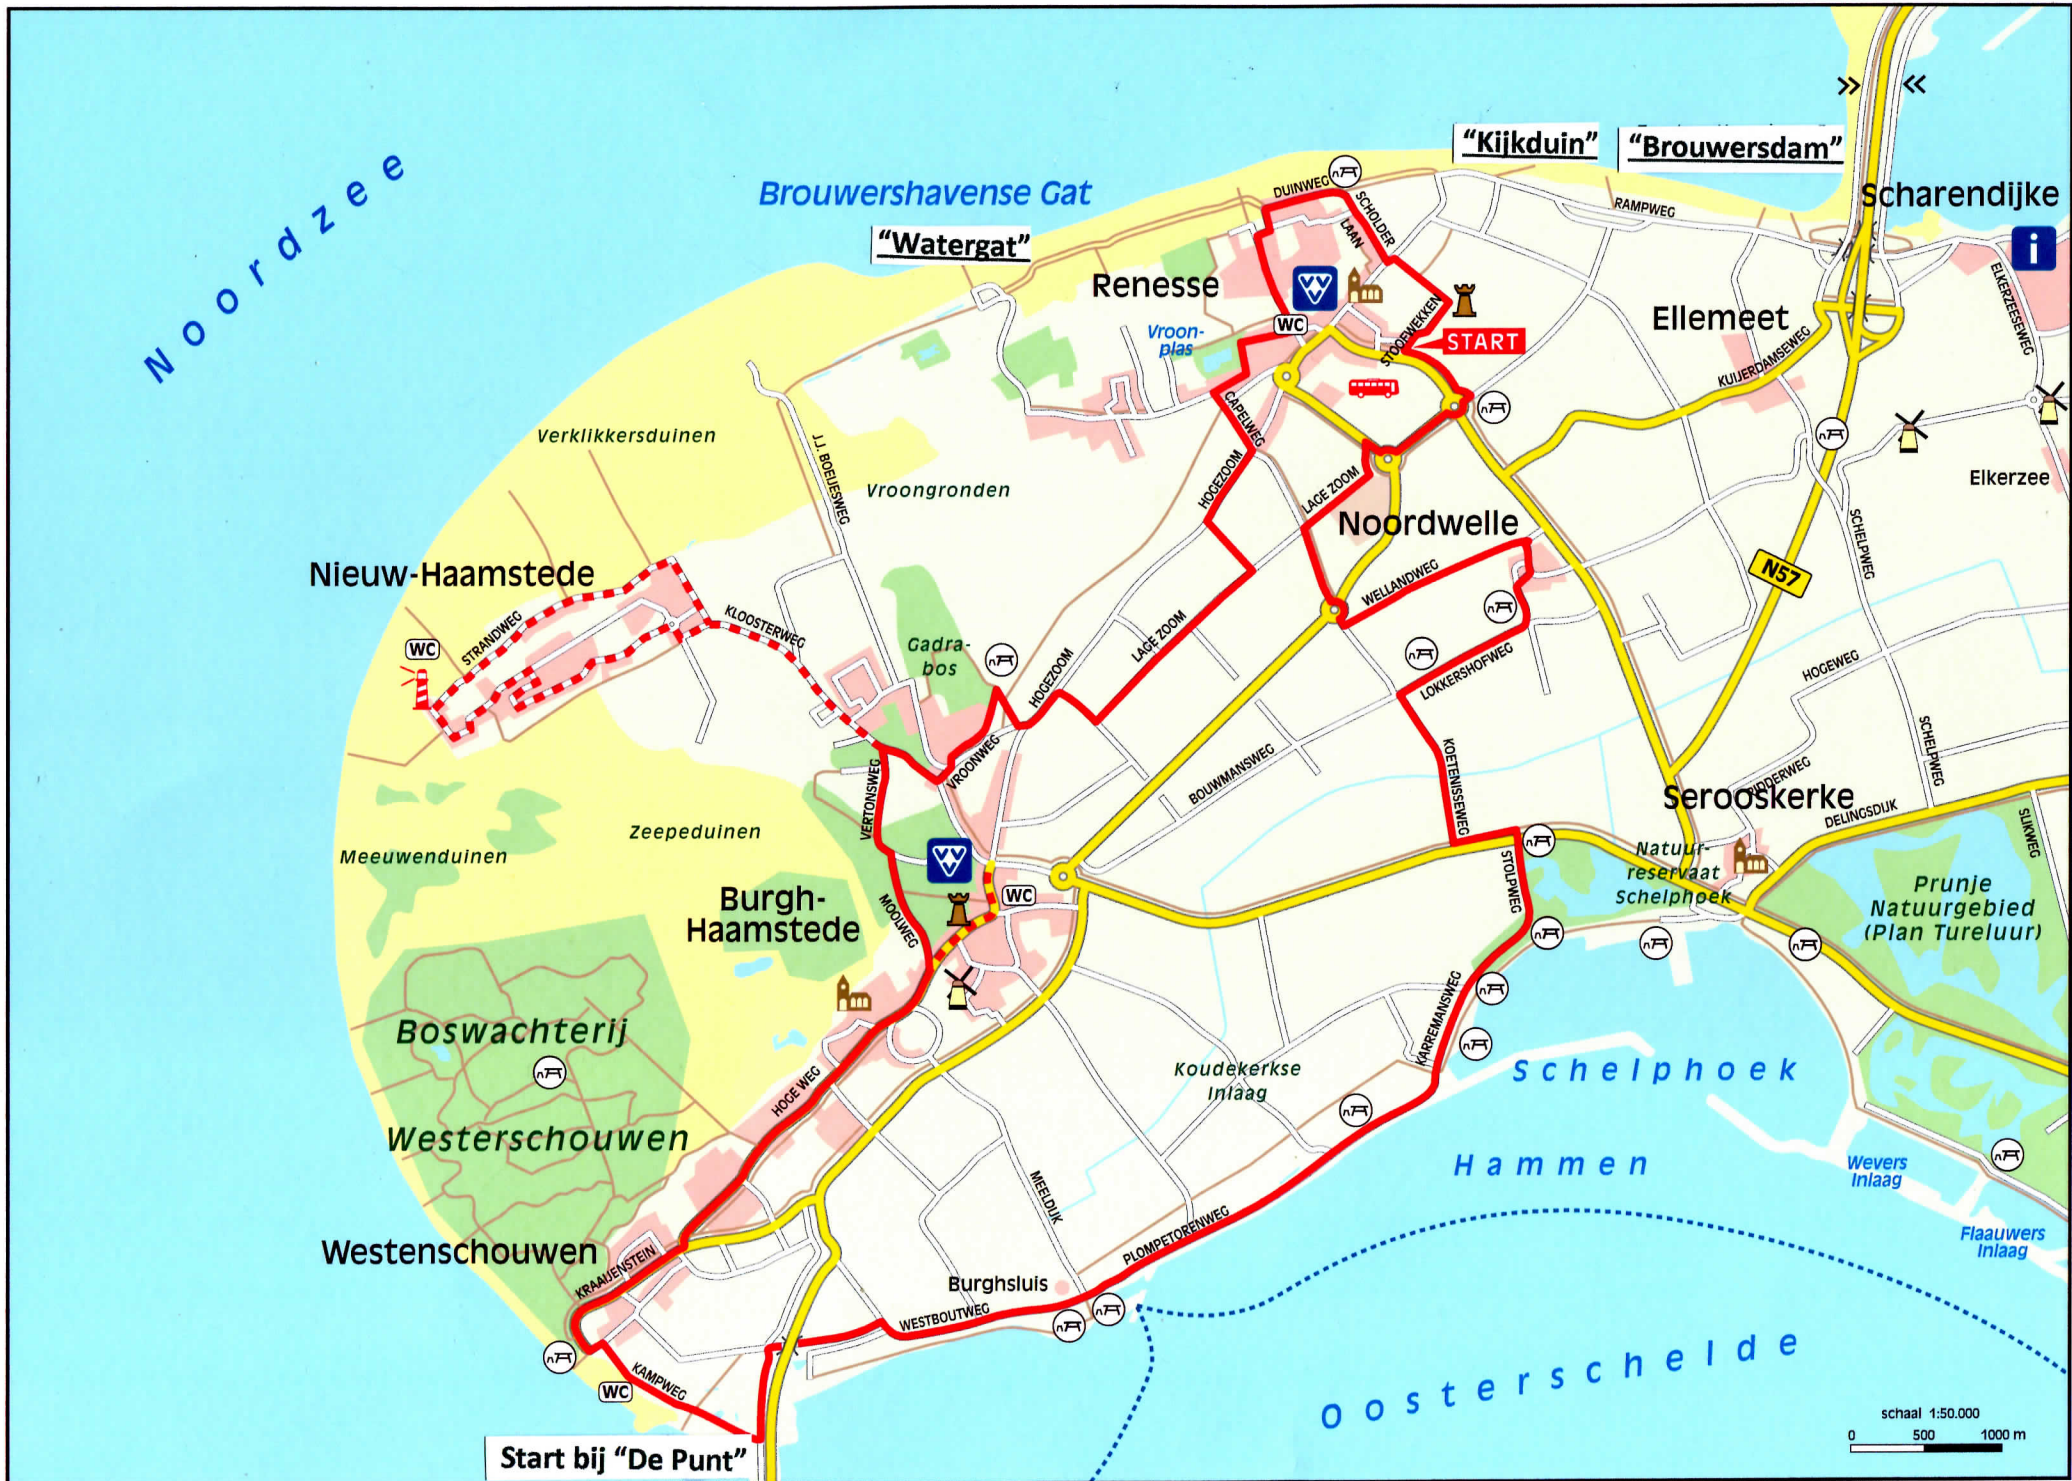 "Kijkduin"
"Brouwersdam"
Scharendijke
i
Noordzee
Brouwershavense Gat
"Watergat"
DUINWEG
SCHOLDER
LAAN
RAMPWEG
Renesse
WC
Vroon-
plas
STOOFWEKKEN
START
Ellemeet
KUIJERDAMSEWEG
ELKERZEESEWEG
Elkerzee
CAPELWEG
HOGEZOOM
LAGE ZOOM
Noordwelle
Verklikkersduinen
J.J. BOEIJESWEG
Vroongronden
SCHELPWEG
N57
Nieuw-Haamstede
STRANDWEG
KLOOSTERWEG
WC
Gadra-
bos
WELLANDWEG
LOKKERSHOFWEG
HOGEZOOM
LAGE ZOOM
HOGEWEG
VROONWEG
VERTONSWEG
BOUWMANSWEG
KOETENISSEWEG
SCHELPWEG
RIDDERWEG
Serooskerke
DELINGSDIJK
SLIKWEG
Meeuwenduinen
Zeepeduinen
Burgh-
Haamstede
MOOLWEG
WC
STOLPWEG
Natuur-
reservaat
Schelphoek
Prunje
Natuurgebied
(Plan Tureluur)
Boswachterij
Westerschouwen
HOGE WEG
Koudekerkse
Inlaag
KARREMANSWEG
Schelphoek
Hammen
Wevers
Inlaag
Flaauwers
Inlaag
MEELDIJK
PLOMPETORENWEG
Westenschouwen
KRAAIJENSTEIN
Burghsluis
WESTBOUTWEG
KAMPWEG
WC
Oosterschelde
Start bij "De Punt"
schaal 1:50.000
0 500 1000 m